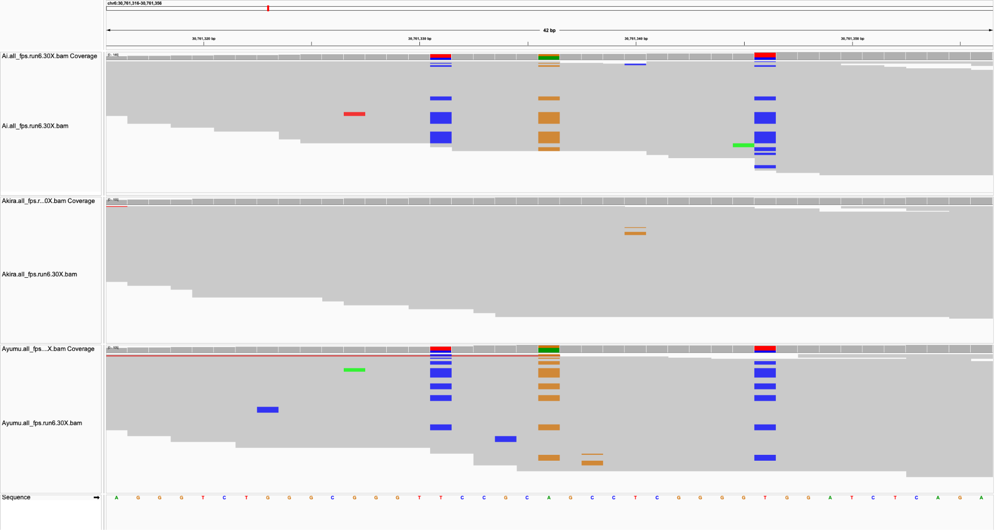 chr6:30,761,316-30,761,356
42 bp
30,761,320 bp 30,761,330 bp 30,761,340 bp 30,761,350 bp
Ai.all_fps.run6.30X.bam Coverage
[0 - 146]
Ai.all_fps.run6.30X.bam
Akira.all_fps.r...0X.bam Coverage
[0 - 155]
Akira.all_fps.run6.30X.bam
Ayumu.all_fps....X.bam Coverage
[0 - 105]
Ayumu.all_fps.run6.30X.bam
Sequence
A G G G T C T G G G C G G G T T C C G C A G C C T C G G G G T G G A T C T C A G A